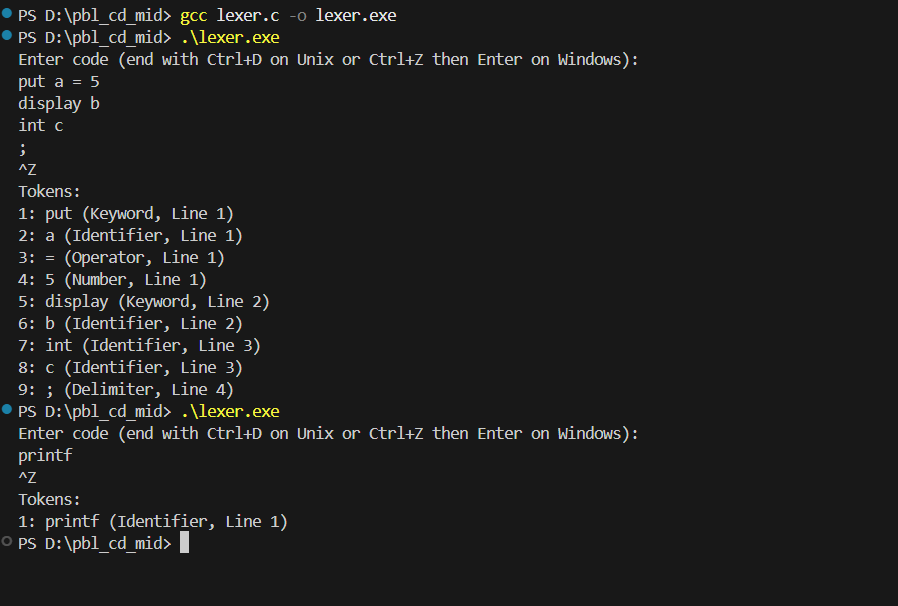 PS D:\pbl_cd_mid> gcc lexer.c -o lexer.exe
PS D:\pbl_cd_mid> .\lexer.exe
Enter code (end with Ctrl+D on Unix or Ctrl+Z then Enter on Windows):
put a = 5
display b
int c
;
^Z
Tokens:
1: put (Keyword, Line 1)
2: a (Identifier, Line 1)
3: = (Operator, Line 1)
4: 5 (Number, Line 1)
5: display (Keyword, Line 2)
6: b (Identifier, Line 2)
7: int (Identifier, Line 3)
8: c (Identifier, Line 3)
9: ; (Delimiter, Line 4)
PS D:\pbl_cd_mid> .\lexer.exe
Enter code (end with Ctrl+D on Unix or Ctrl+Z then Enter on Windows):
printf
^Z
Tokens:
1: printf (Identifier, Line 1)
PS D:\pbl_cd_mid>